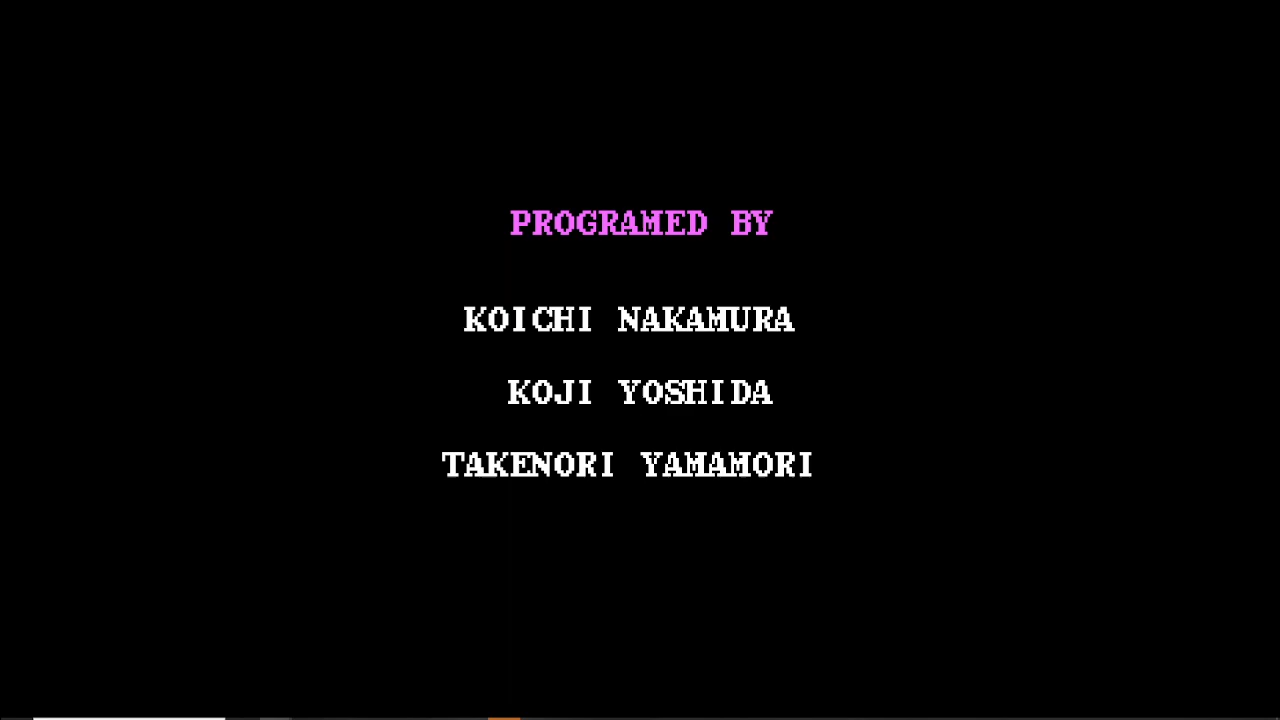 PROGRAMED BY
KOICHI NAKAMURA
KOJI YOSHIDA
TAKENORI YAMAMORI